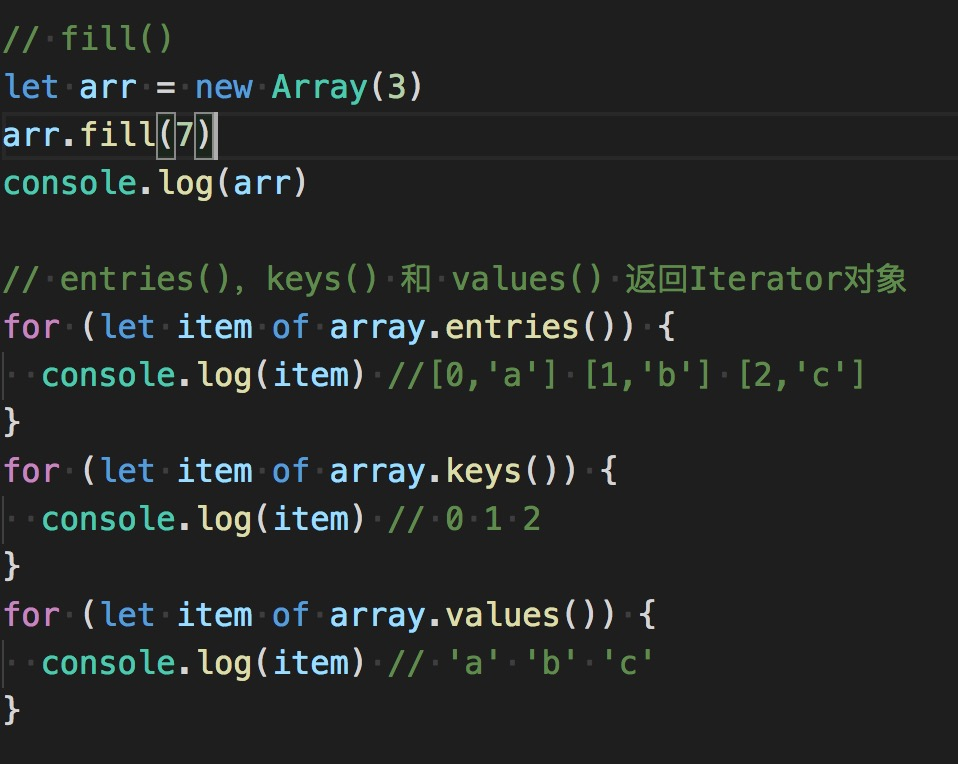 // fill()
let arr = new Array(3)
arr.fill(7)
console.log(arr)
// entries(), keys() 和 values() 返回Iterator对象
for (let item of array.entries()) {
  console.log(item) //[0,'a'] [1,'b'] [2,'c']
}
for (let item of array.keys()) {
  console.log(item) // 0 1 2
}
for (let item of array.values()) {
  console.log(item) // 'a' 'b' 'c'
}